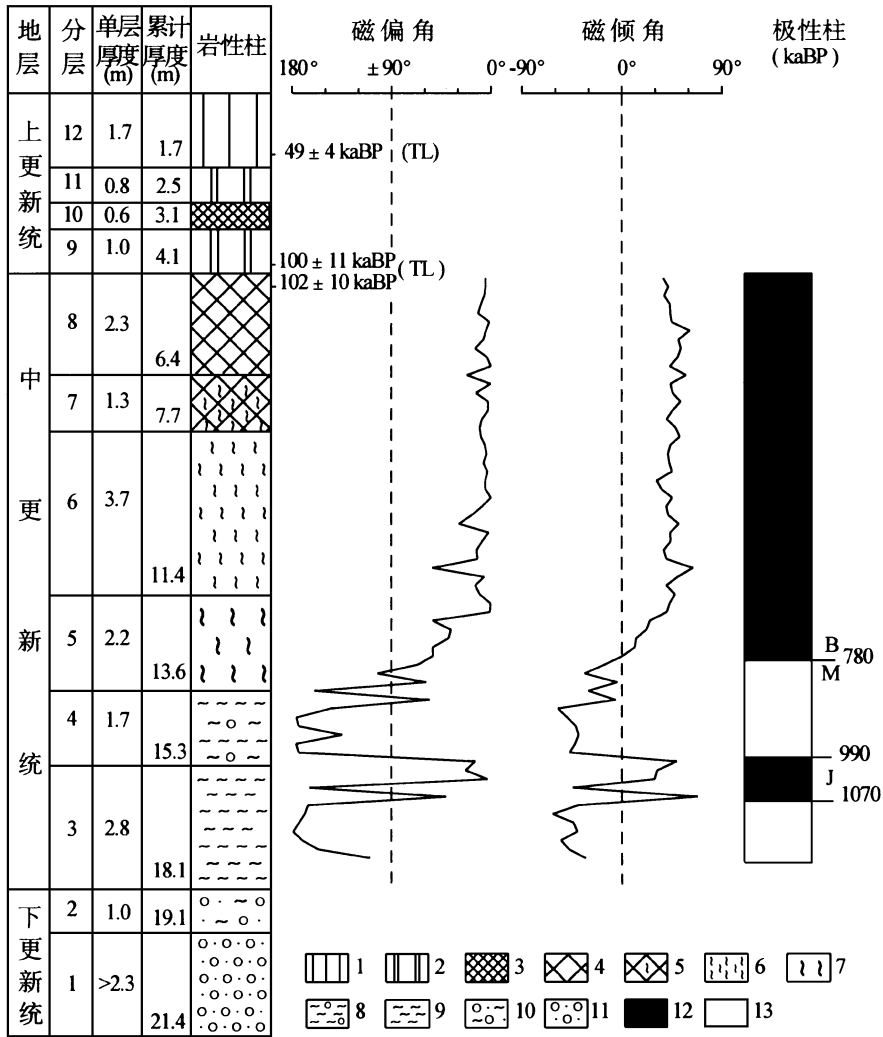 地层 分层 单层厚度(m) 累计厚度(m) 岩性柱 磁偏角 磁倾角 极性柱(kaBP)
180° ±90° 0° -90° 0° 90°
上更新统
12 1.7 1.7
49 ± 4 kaBP (TL)
11 0.8 2.5
10 0.6 3.1
9 1.0 4.1
100 ± 11 kaBP (TL)
102 ± 10 kaBP
中更新统
8 2.3 6.4
7 1.3 7.7
6 3.7 11.4
5 2.2 13.6
B 780
M
4 1.7 15.3
990
J
1070
3 2.8 18.1
下更新统
2 1.0 19.1
1 >2.3 21.4
1 2 3 4 5 6 7
8 9 10 11 12 13